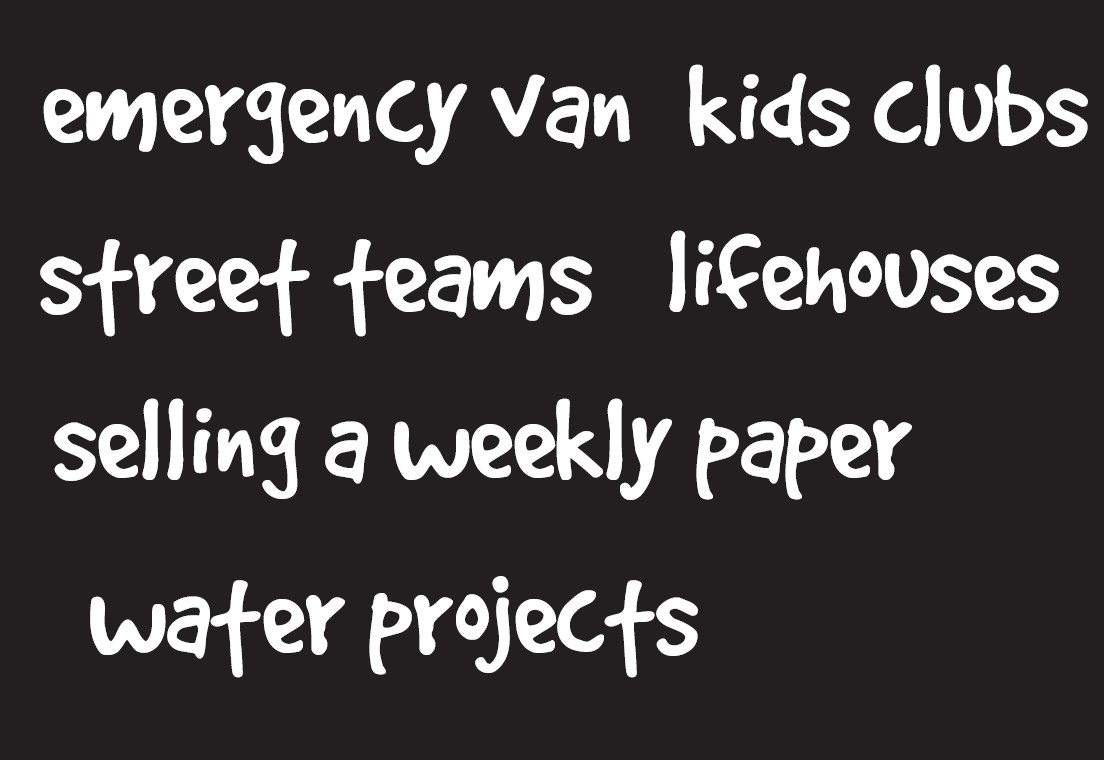 emergency van kids clubs
street teams lifehouses
selling a weekly paper
water projects